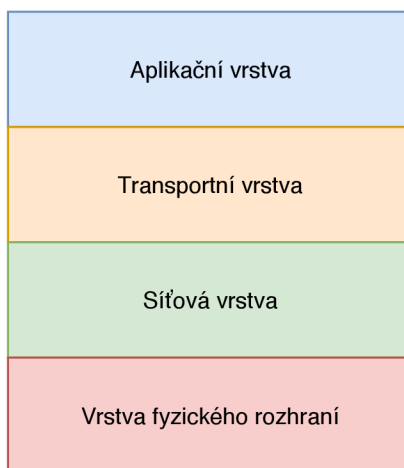 Aplikační vrstva
Transportní vrstva
Síťová vrstva
Vrstva fyzického rozhraní